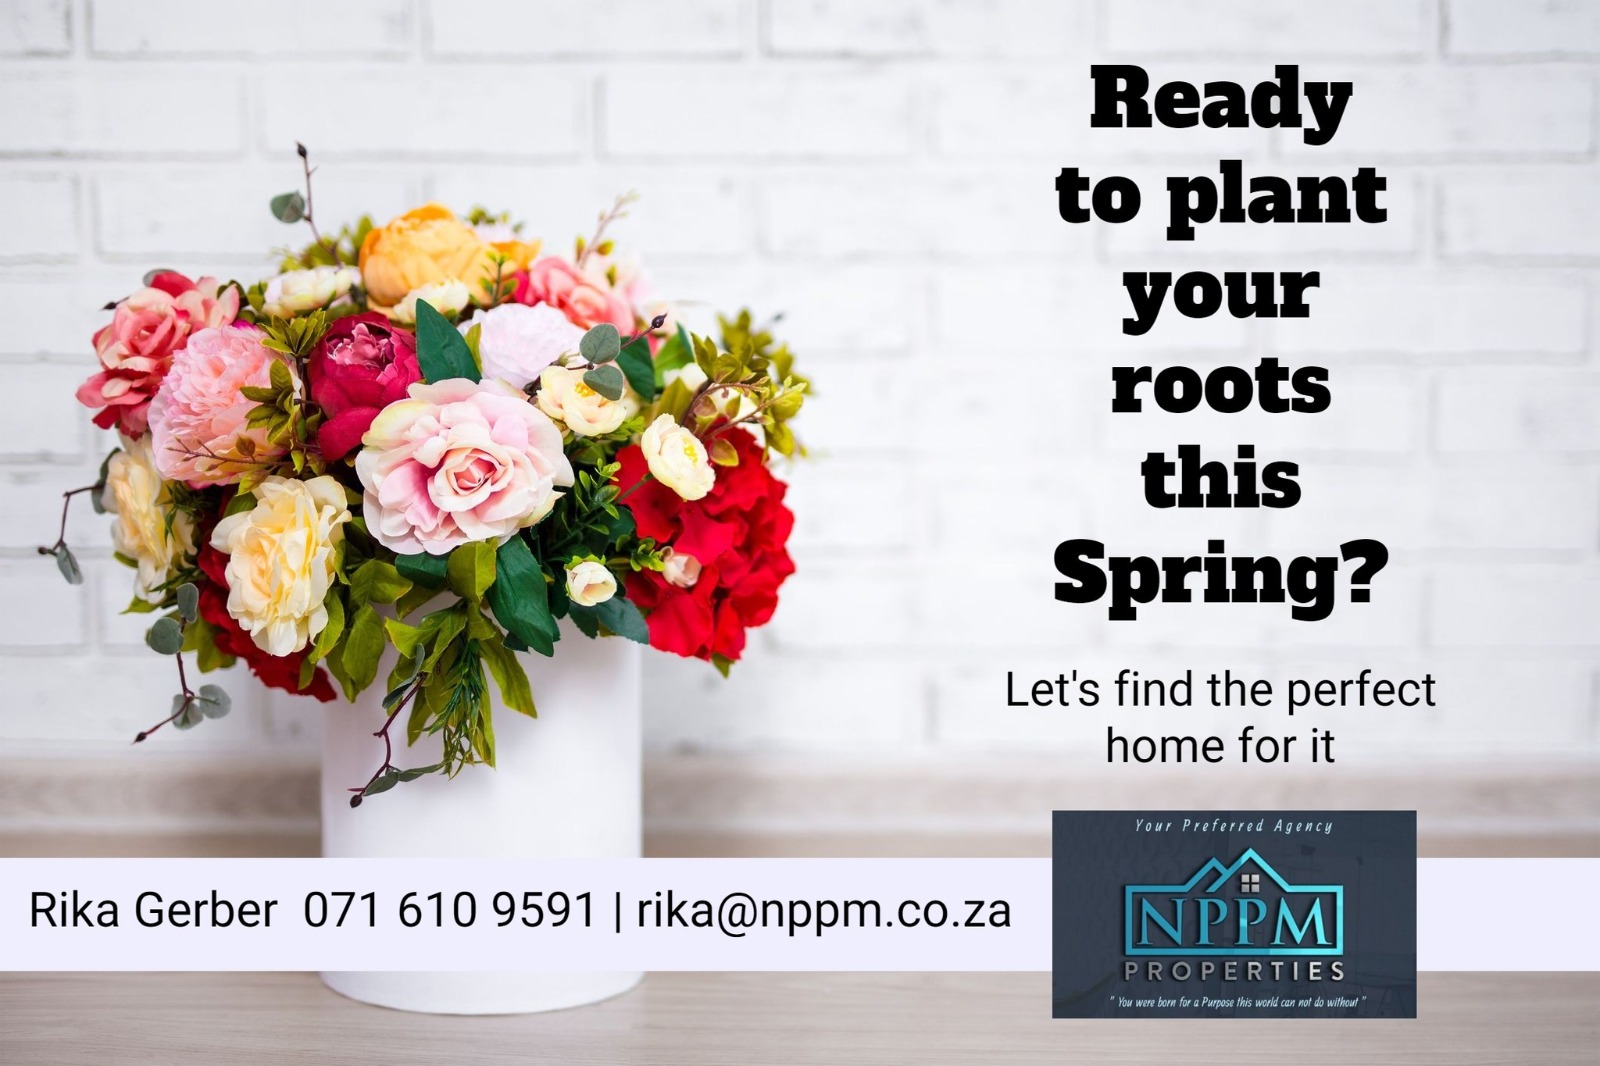 Ready
to plant
your
roots
this
Spring?
Let's find the perfect
home for it
Rika Gerber 071 610 9591 | rika@nppm.co.za
Your Preferred Agency
NPPM
PROPERTIES
" You were born for a Purpose this world can not do without "